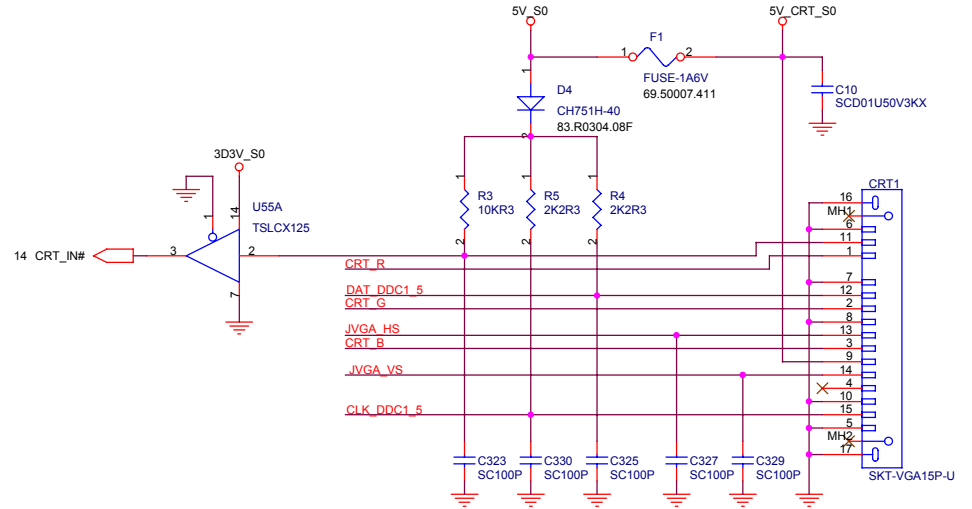 5V_S0
5V_CRT_S0
F1
1
2
FUSE-1A6V
69.50007.411
1
D4
CH751H-40
83.R0304.08F
2
C10
SCD01U50V3KX
3D3V_S0
1
14
U55A
TSLCX125
14 CRT_IN#
3
2
7
1
R3
10KR3
2
1
R5
2K2R3
2
1
R4
2K2R3
2
CRT_R
DAT_DDC1_5
CRT_G
JVGA_HS
CRT_B
JVGA_VS
CLK_DDC1_5
C323
SC100P
C330
SC100P
C325
SC100P
C327
SC100P
C329
SC100P
CRT1
16
MH1
6
11
1
7
12
2
8
13
3
9
14
4
10
15
5
MH2
17
SKT-VGA15P-U